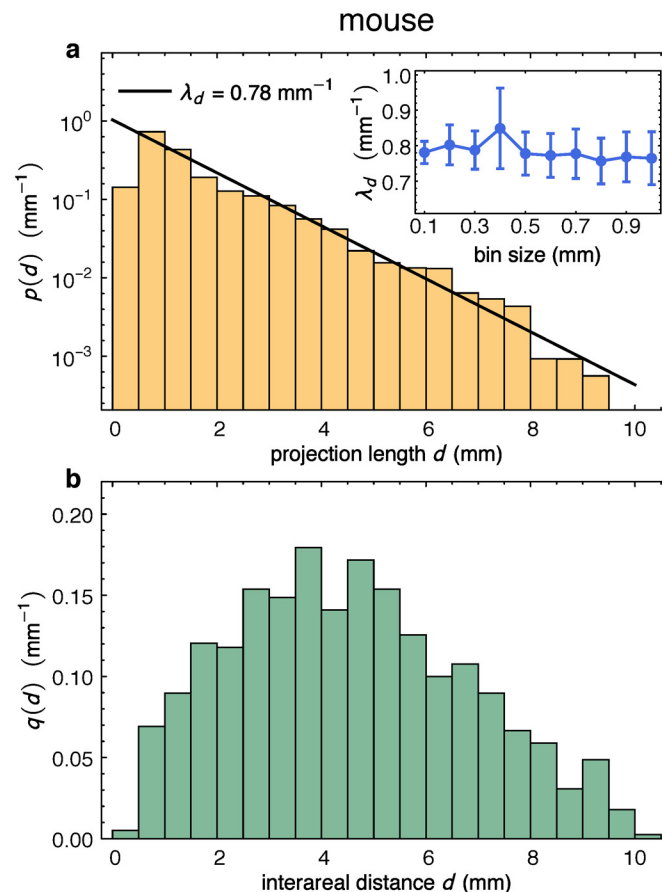 mouse
a
λd = 0.78 mm⁻¹
p(d) (mm⁻¹)
10⁰
10⁻¹
10⁻²
10⁻³
0 2 4 6 8 10
projection length d (mm)
λd (mm⁻¹)
1.0
0.9
0.8
0.7
0.1 0.3 0.5 0.7 0.9
bin size (mm)
b
q(d) (mm⁻¹)
0.20
0.15
0.10
0.05
0.00
0 2 4 6 8 10
interareal distance d (mm)